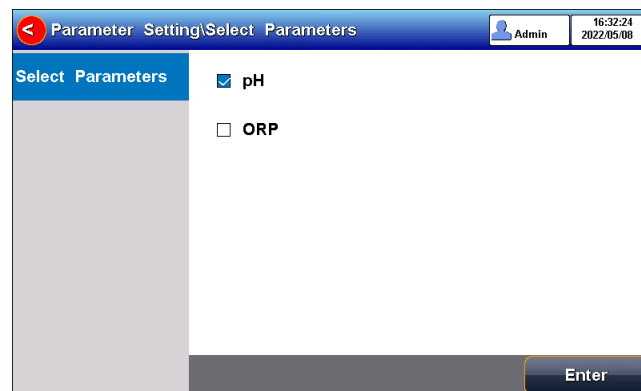 < Parameter Setting\Select Parameters
Admin
16:32:24
2022/05/08
Select Parameters
pH
ORP
Enter